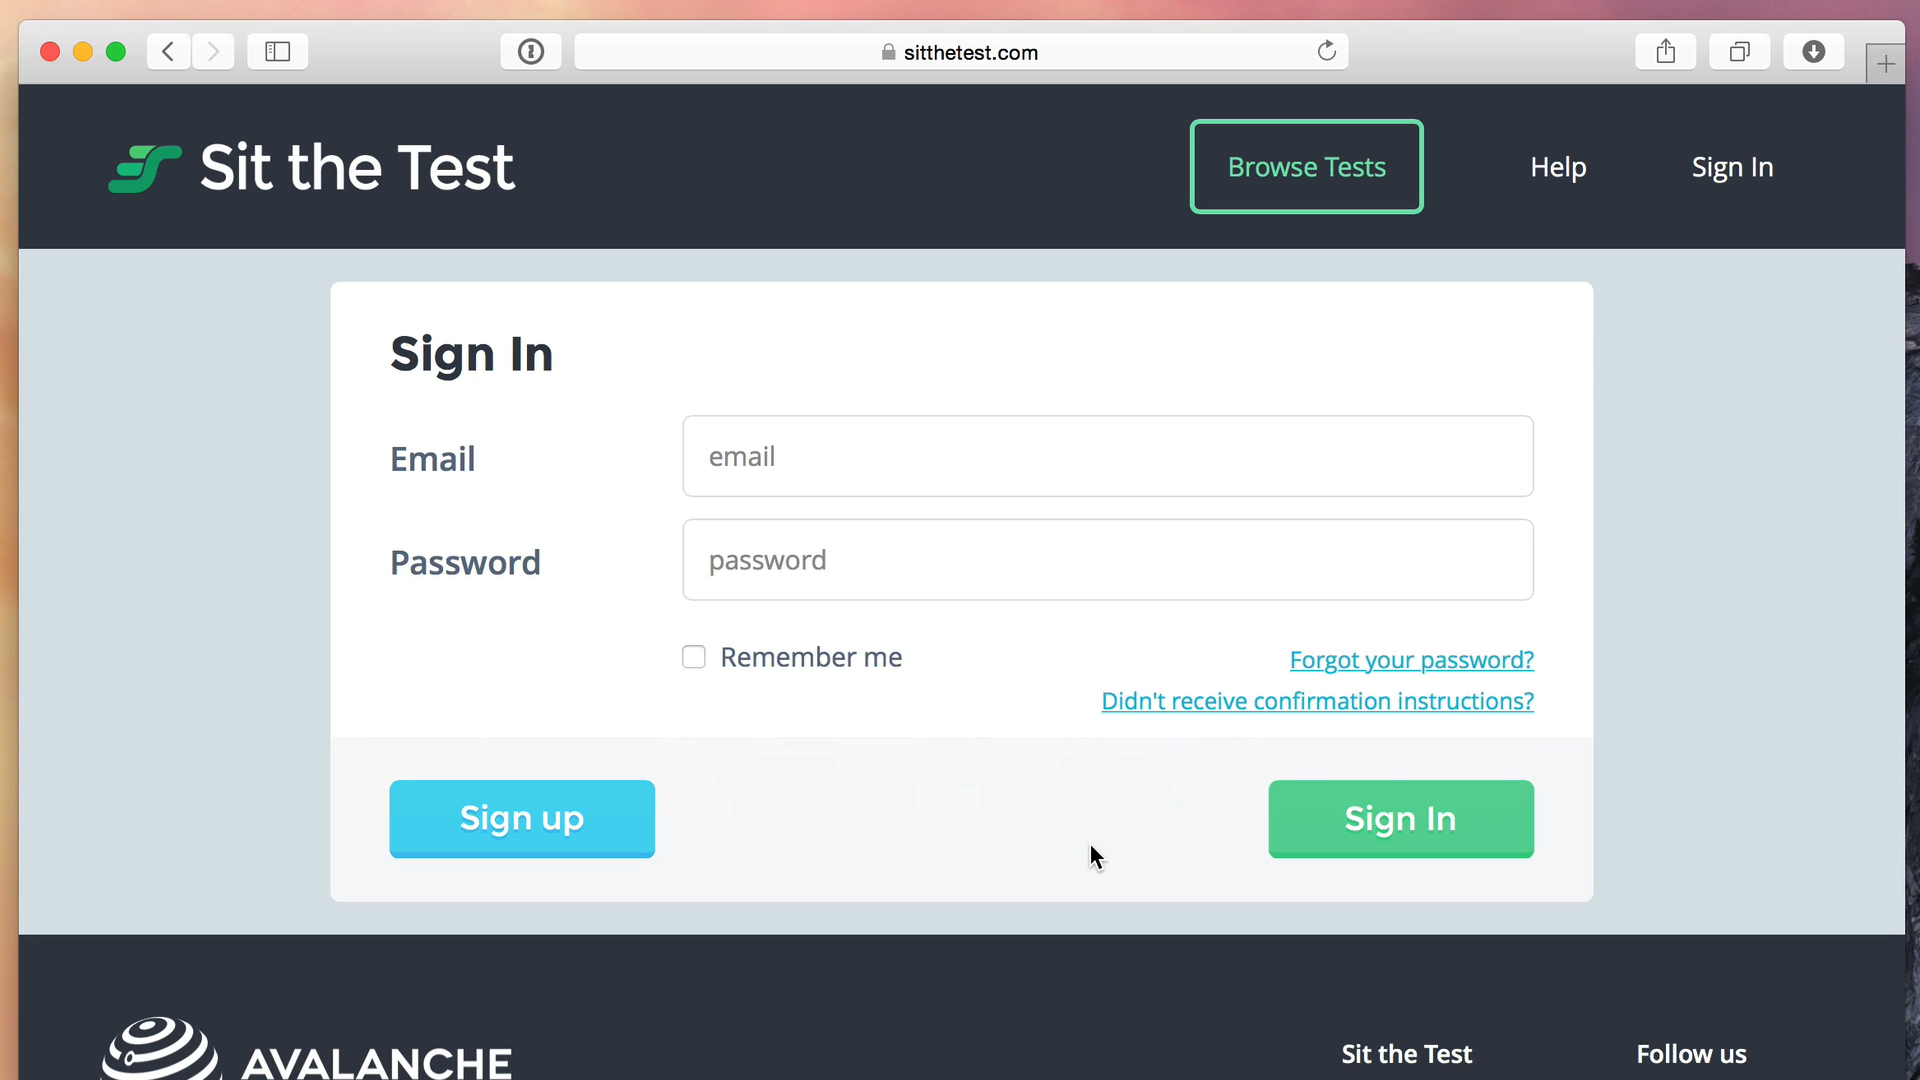 sitthetest.com
Sit the Test
Browse Tests
Help
Sign In
Sign In
Email
email
Password
password
Remember me
Forgot your password?
Didn't receive confirmation instructions?
Sign up
Sign In
AVALANCHE
Sit the Test
Follow us